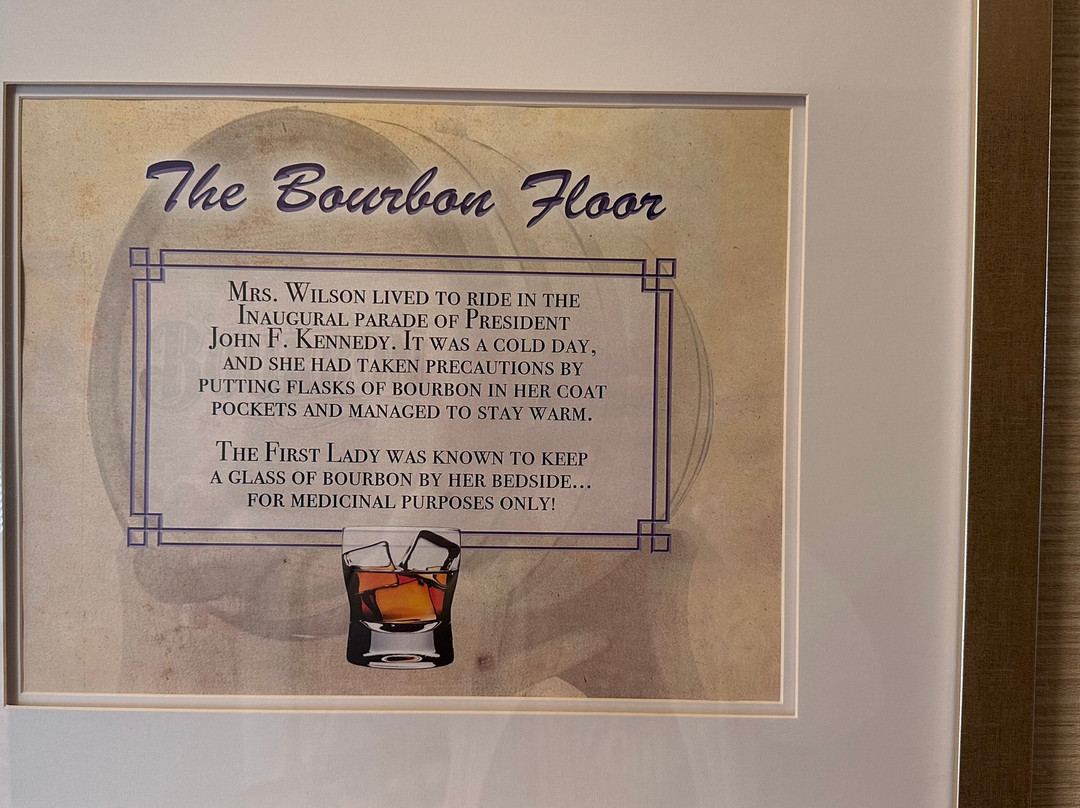 The Bourbon Floor
Mrs. Wilson lived to ride in the
Inaugural parade of President
John F. Kennedy. It was a cold day,
and she had taken precautions by
putting flasks of bourbon in her coat
pockets and managed to stay warm.
The First Lady was known to keep
a glass of bourbon by her bedside...
for medicinal purposes only!